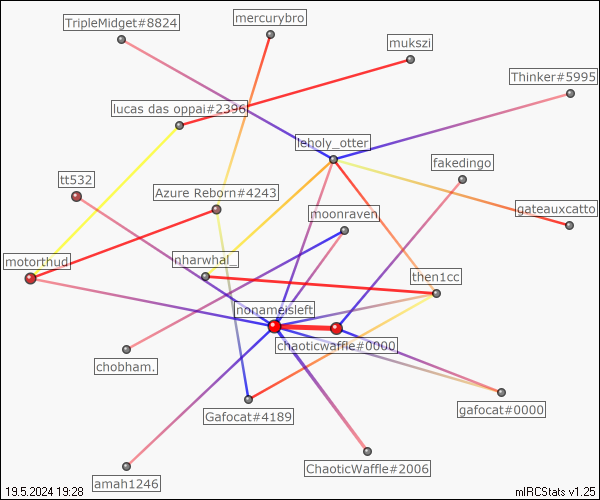 TripleMidget#8824
mercurybro
mukszi
Thinker#5995
lucas das oppai#2396
leholy_otter
fakedingo
tt532
Azure Reborn#4243
moonraven
gateauxcatto
motorthud
nharwhal_
then1cc
nonameisleft
chaoticwaffle#0000
chobham.
Gafocat#4189
gafocat#0000
ChaoticWaffle#2006
amah1246
19.5.2024 19:28
mIRCStats v1.25